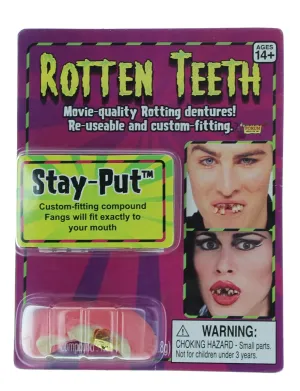 AGES
14+
ROTTEN TEETH
Movie-quality Rotting dentures!
Re-useable and custom-fitting.
Stay-Put™
Custom-fitting compound
Fangs will fit exactly to
your mouth
WARNING:
CHOKING HAZARD - Small parts.
Not for children under 3 years.